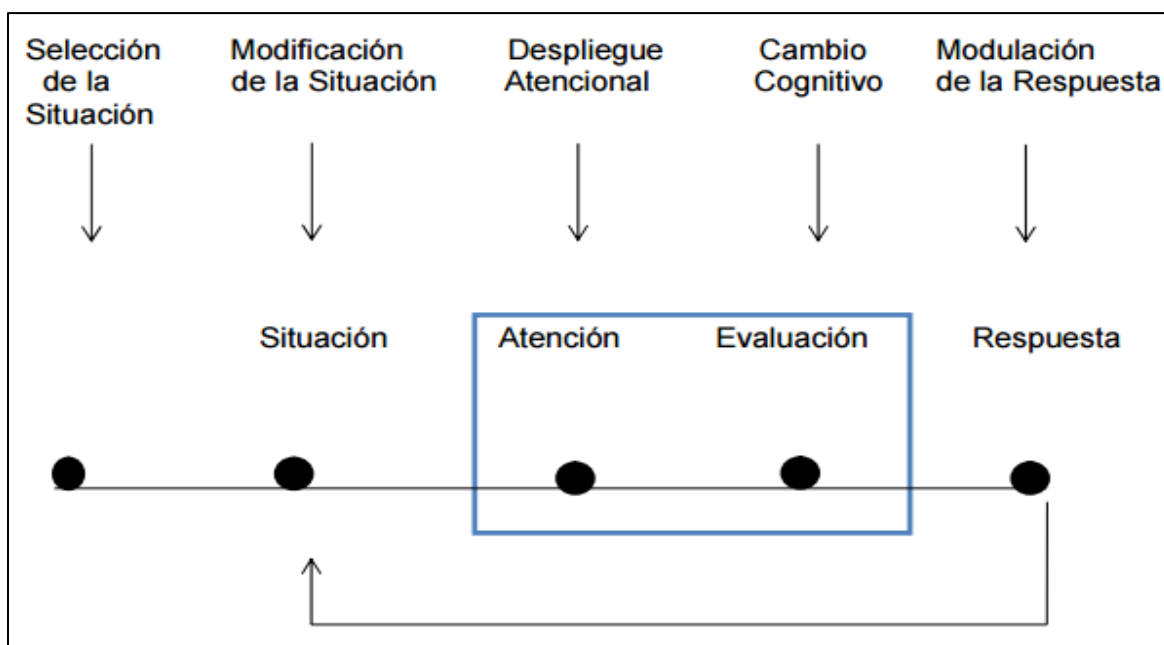 Selección
de la
Situación
Modificación
de la Situación
Despliegue
Atencional
Cambio
Cognitivo
Modulación
de la Respuesta
Situación
Atención
Evaluación
Respuesta